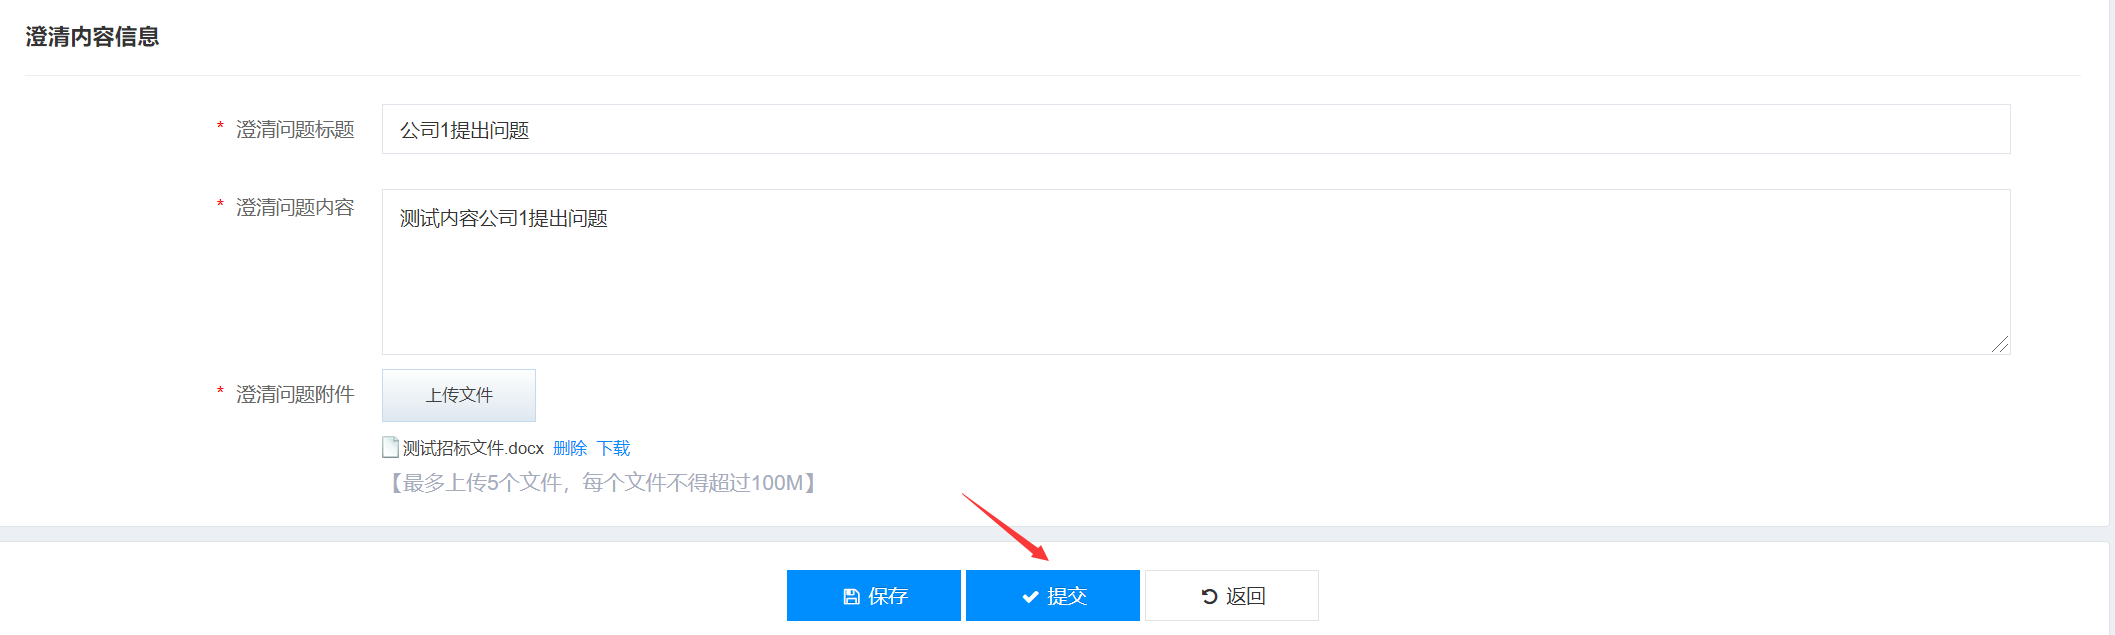 澄清内容信息
* 澄清问题标题 公司1提出问题
* 澄清问题内容 测试内容公司1提出问题
* 澄清问题附件 上传文件
测试招标文件.docx 删除 下载
【最多上传5个文件，每个文件不得超过100M】
保存 提交 返回